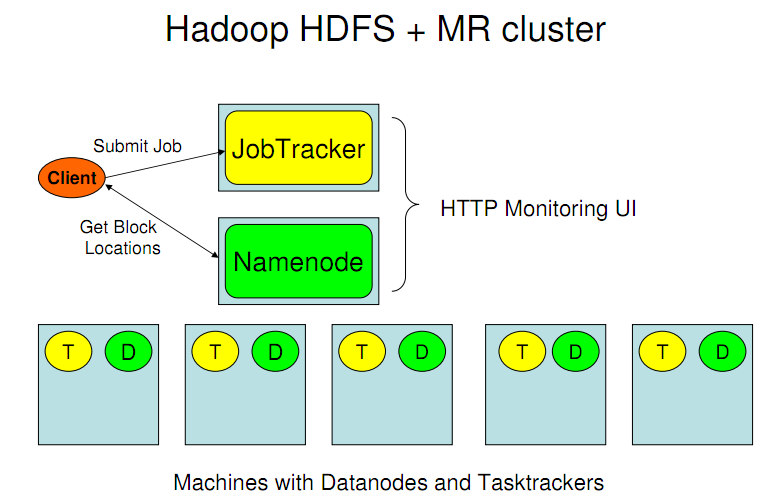 Hadoop HDFS + MR cluster
Submit Job
JobTracker
Client
HTTP Monitoring UI
Get Block
Locations
Namenode
T D T D T D T D T D
Machines with Datanodes and Tasktrackers